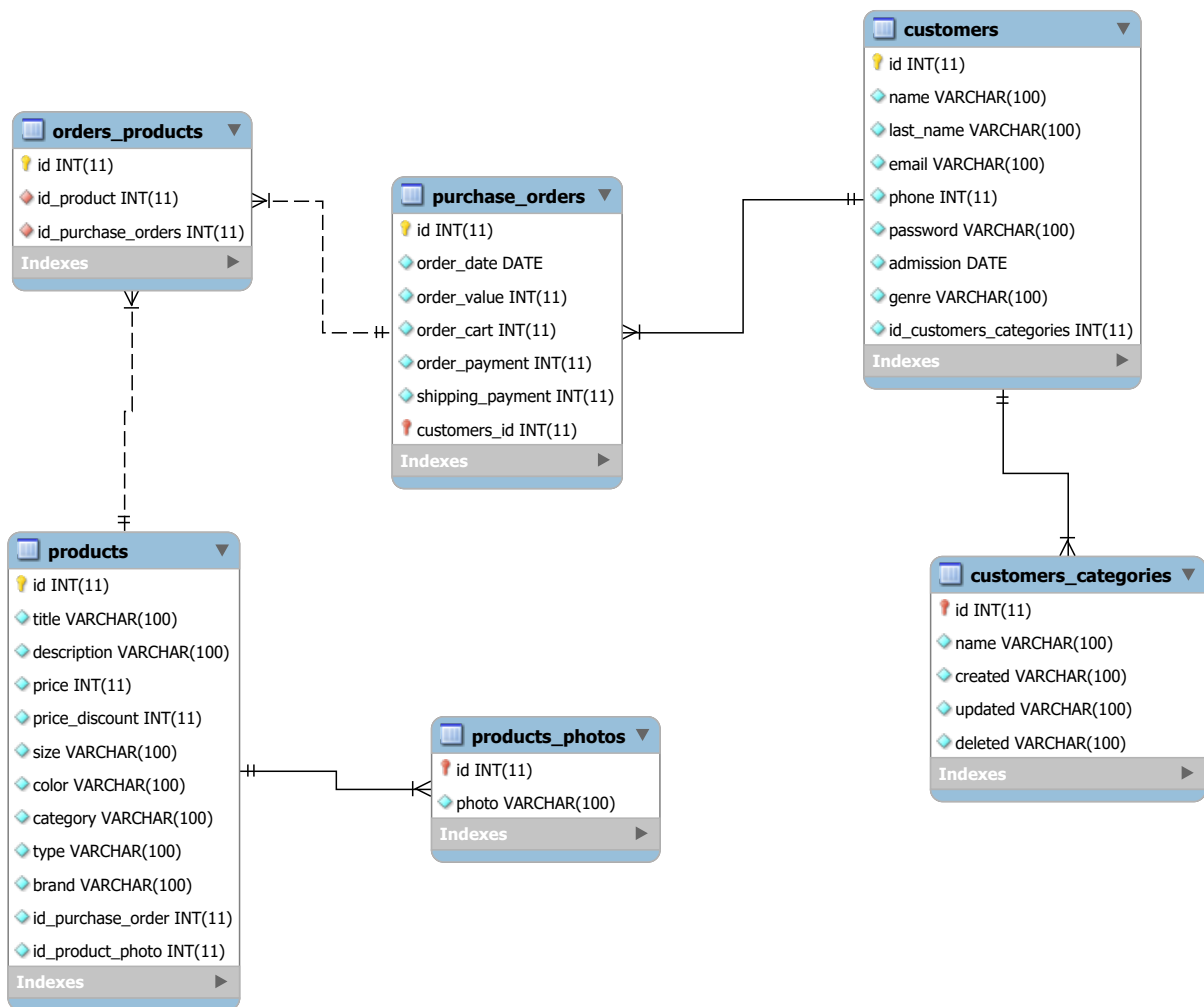 customers
id INT(11)
name VARCHAR(100)
last_name VARCHAR(100)
email VARCHAR(100)
phone INT(11)
password VARCHAR(100)
admission DATE
genre VARCHAR(100)
id_customers_categories INT(11)
Indexes
orders_products
id INT(11)
id_product INT(11)
id_purchase_orders INT(11)
Indexes
purchase_orders
id INT(11)
order_date DATE
order_value INT(11)
order_cart INT(11)
order_payment INT(11)
shipping_payment INT(11)
customers_id INT(11)
Indexes
products
id INT(11)
title VARCHAR(100)
description VARCHAR(100)
price INT(11)
price_discount INT(11)
size VARCHAR(100)
color VARCHAR(100)
category VARCHAR(100)
type VARCHAR(100)
brand VARCHAR(100)
id_purchase_order INT(11)
id_product_photo INT(11)
Indexes
products_photos
id INT(11)
photo VARCHAR(100)
Indexes
customers_categories
id INT(11)
name VARCHAR(100)
created VARCHAR(100)
updated VARCHAR(100)
deleted VARCHAR(100)
Indexes